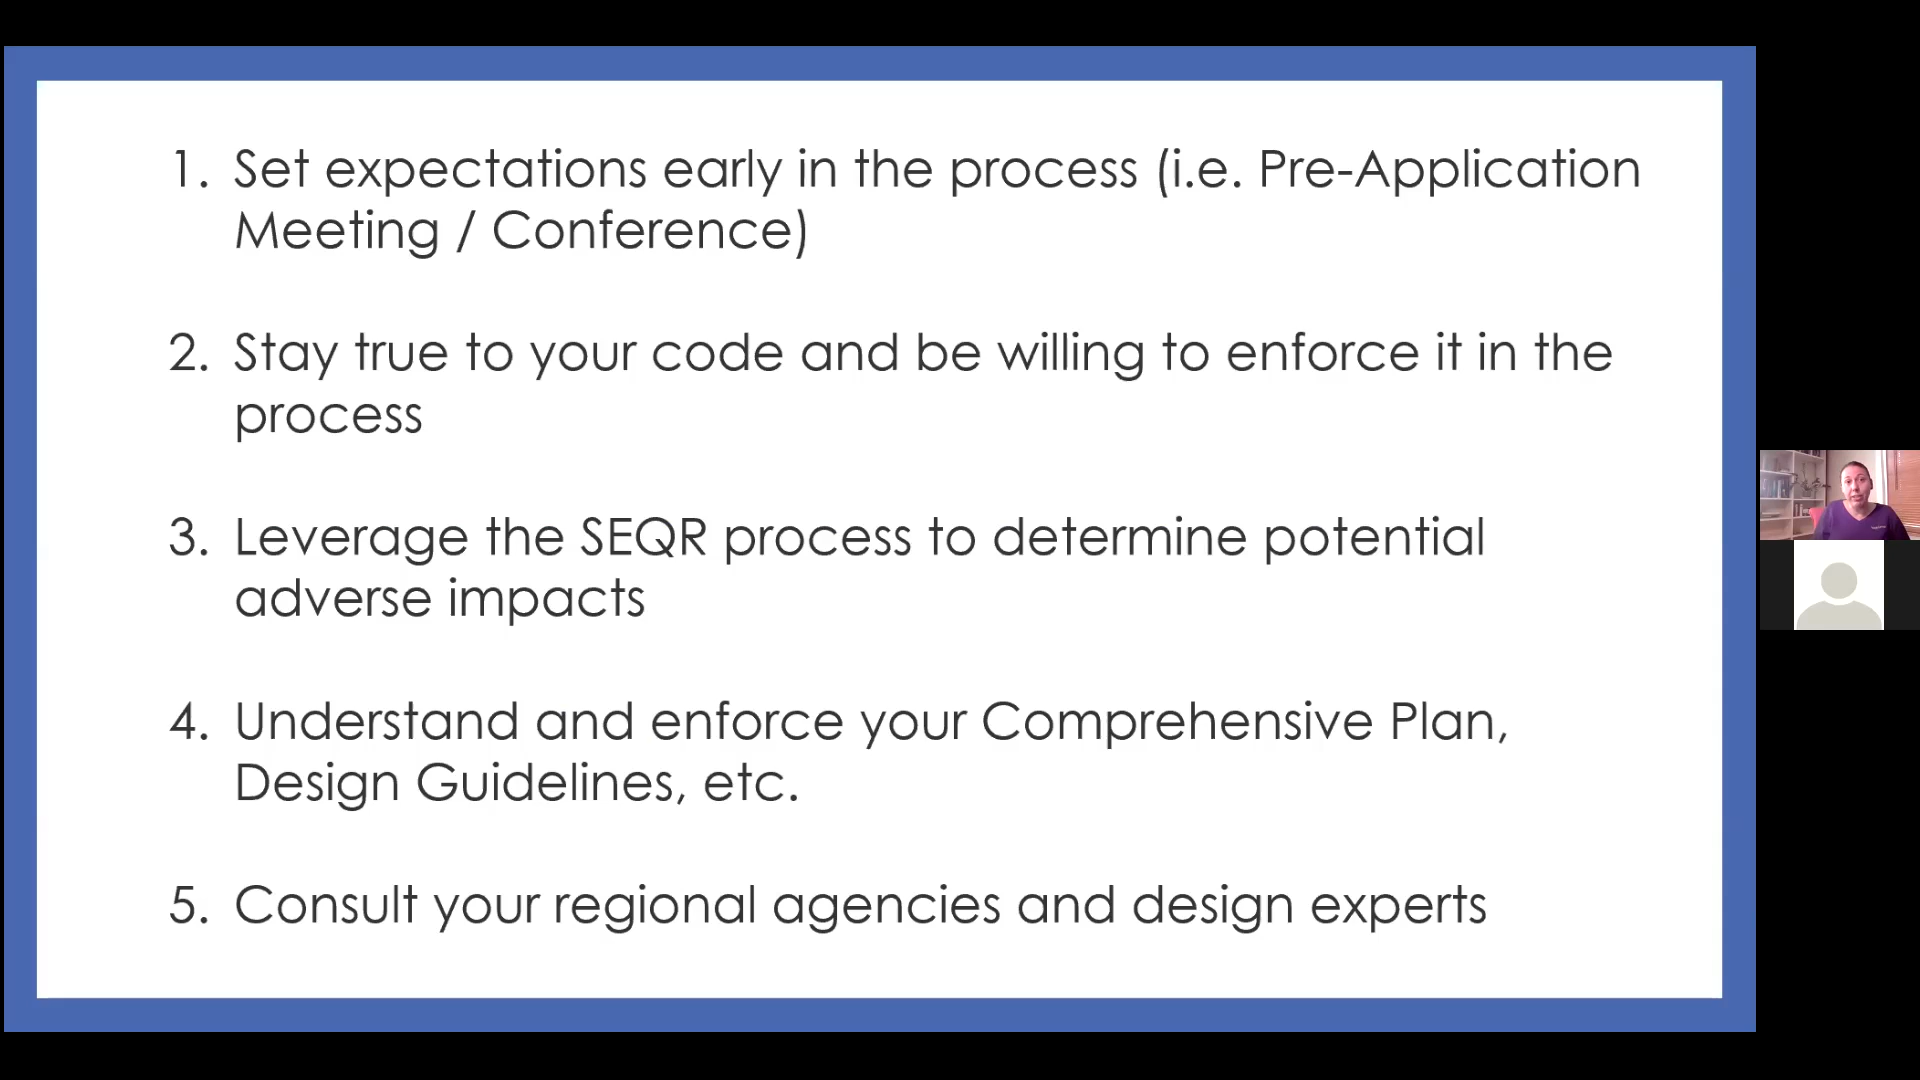 1. Set expectations early in the process (i.e. Pre-Application
Meeting / Conference)
2. Stay true to your code and be willing to enforce it in the
process
3. Leverage the SEQR process to determine potential
adverse impacts
4. Understand and enforce your Comprehensive Plan,
Design Guidelines, etc.
5. Consult your regional agencies and design experts